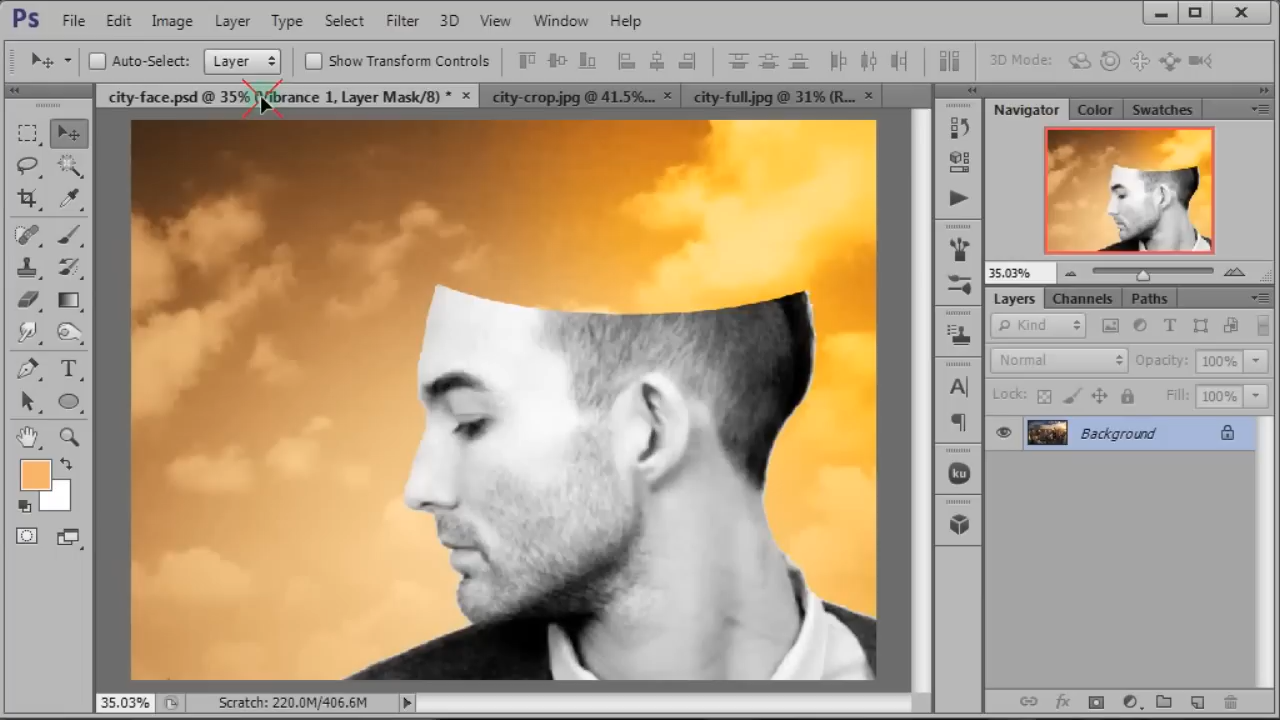 Ps File Edit Image Layer Type Select Filter 3D View Window Help
Auto-Select: Layer Show Transform Controls 3D Mode:
city-face.psd @ 35% (Vibrance 1, Layer Mask/8) * × city-crop.jpg @ 41.5%... × city-full.jpg @ 31% (R... ×
Navigator Color Swatches
35.03%
Layers Channels Paths
Kind
Normal Opacity: 100%
Lock: Fill: 100%
Background
ku
35.03% Scratch: 220.0M/406.6M